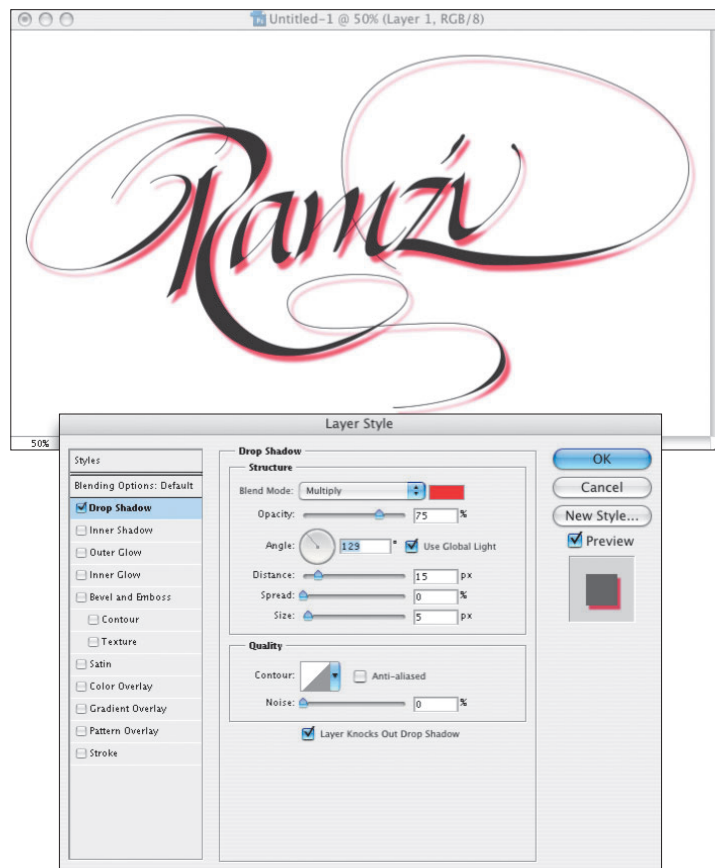 Untitled-1 @ 50% (Layer 1, RGB/8)
Ramzi
50%
Layer Style
Styles
Blending Options: Default
Drop Shadow
Inner Shadow
Outer Glow
Inner Glow
Bevel and Emboss
Contour
Texture
Satin
Color Overlay
Gradient Overlay
Pattern Overlay
Stroke
Drop Shadow
Structure
Blend Mode: Multiply
Opacity: 75 %
Angle: 129 ° Use Global Light
Distance: 15 px
Spread: 0 %
Size: 5 px
Quality
Contour: Anti-aliased
Noise: 0 %
Layer Knocks Out Drop Shadow
OK
Cancel
New Style...
Preview